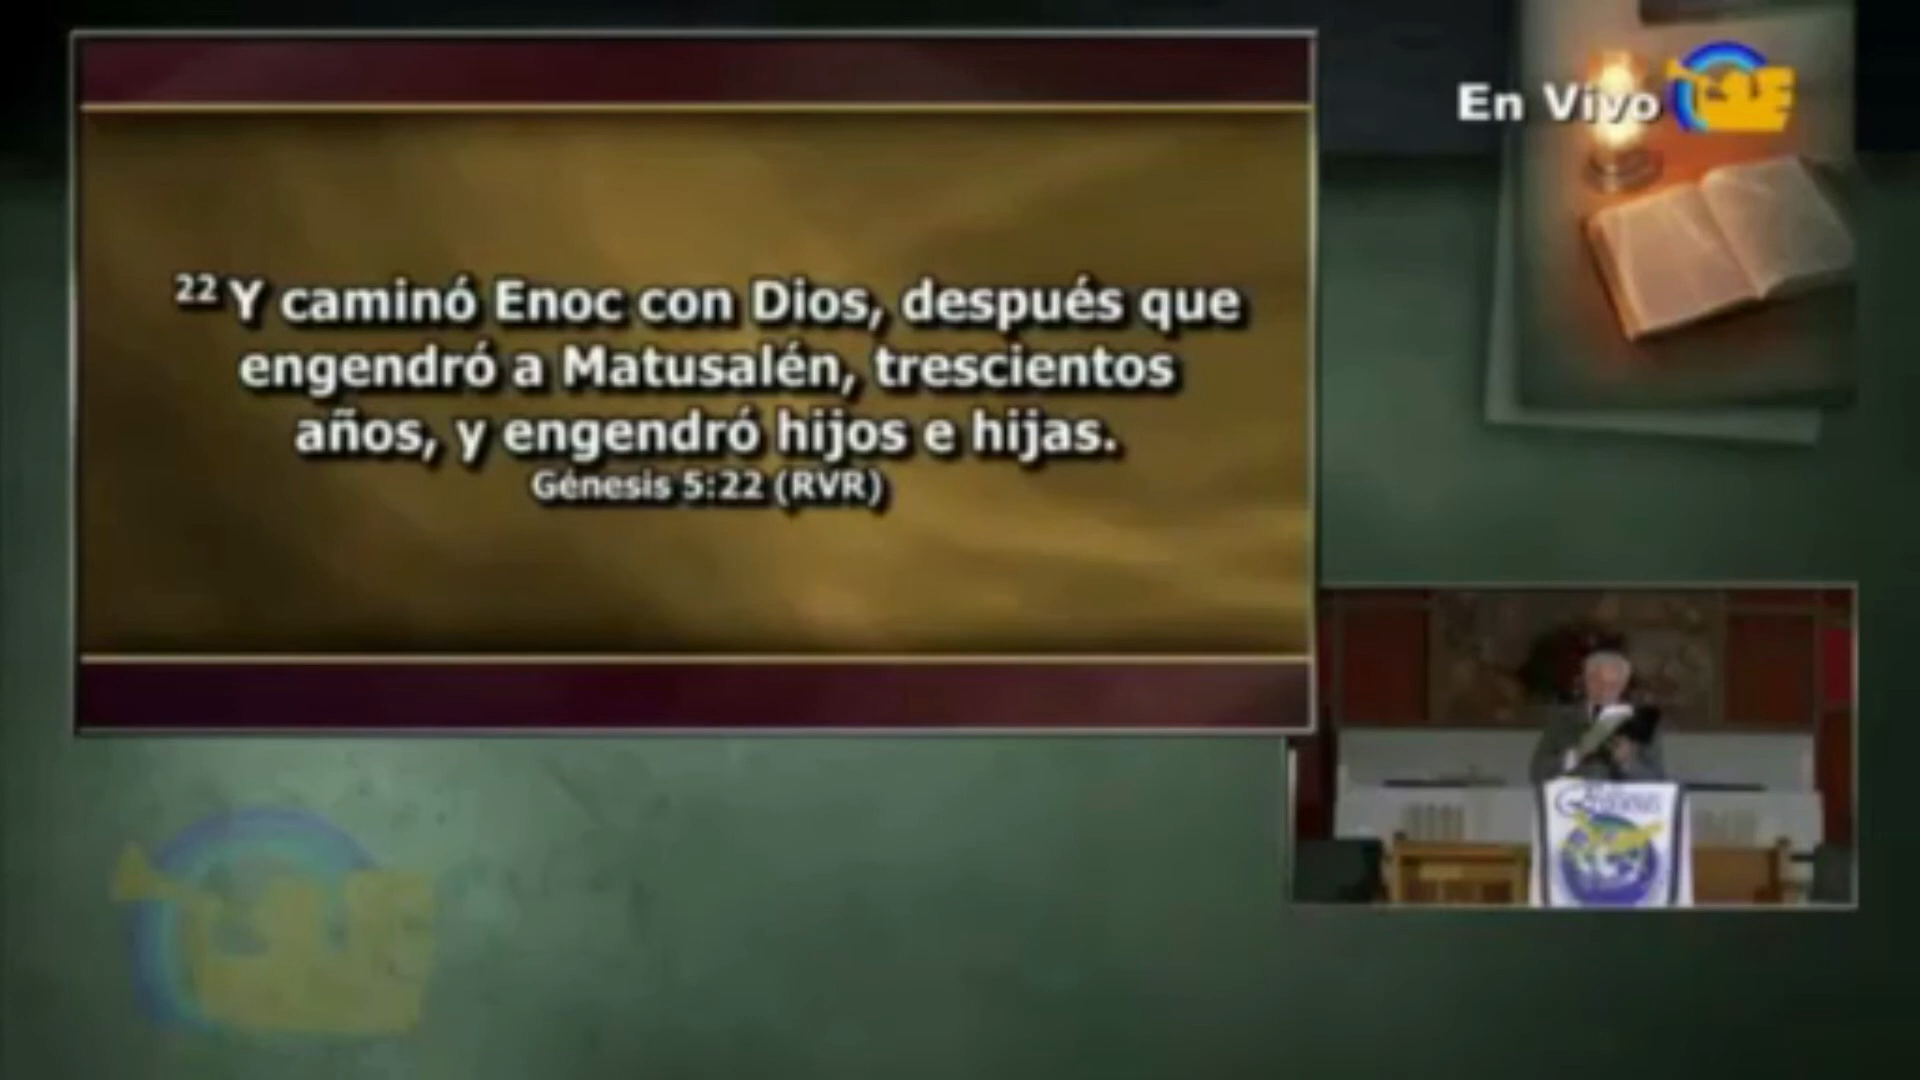 En Vivo
22 Y caminó Enoc con Dios, después que
engendró a Matusalén, trescientos
años, y engendró hijos e hijas.
Génesis 5:22 (RVR)